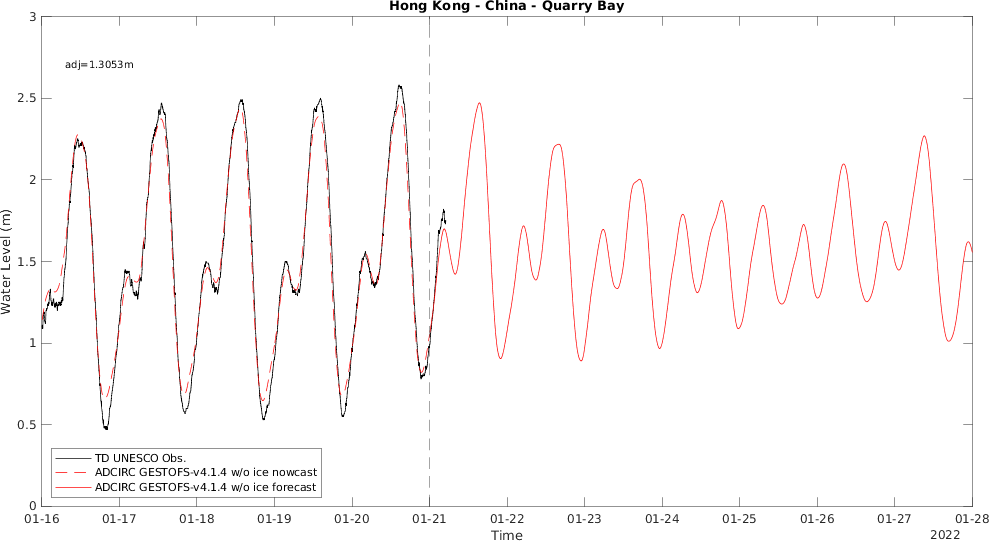 Hong Kong - China - Quarry Bay
adj=1.3053m
Water Level (m)
3
2.5
2
1.5
1
0.5
0
TD UNESCO Obs.
ADCIRC GESTOFS-v4.1.4 w/o ice nowcast
ADCIRC GESTOFS-v4.1.4 w/o ice forecast
01-16 01-17 01-18 01-19 01-20 01-21 01-22 01-23 01-24 01-25 01-26 01-27 01-28
Time
2022